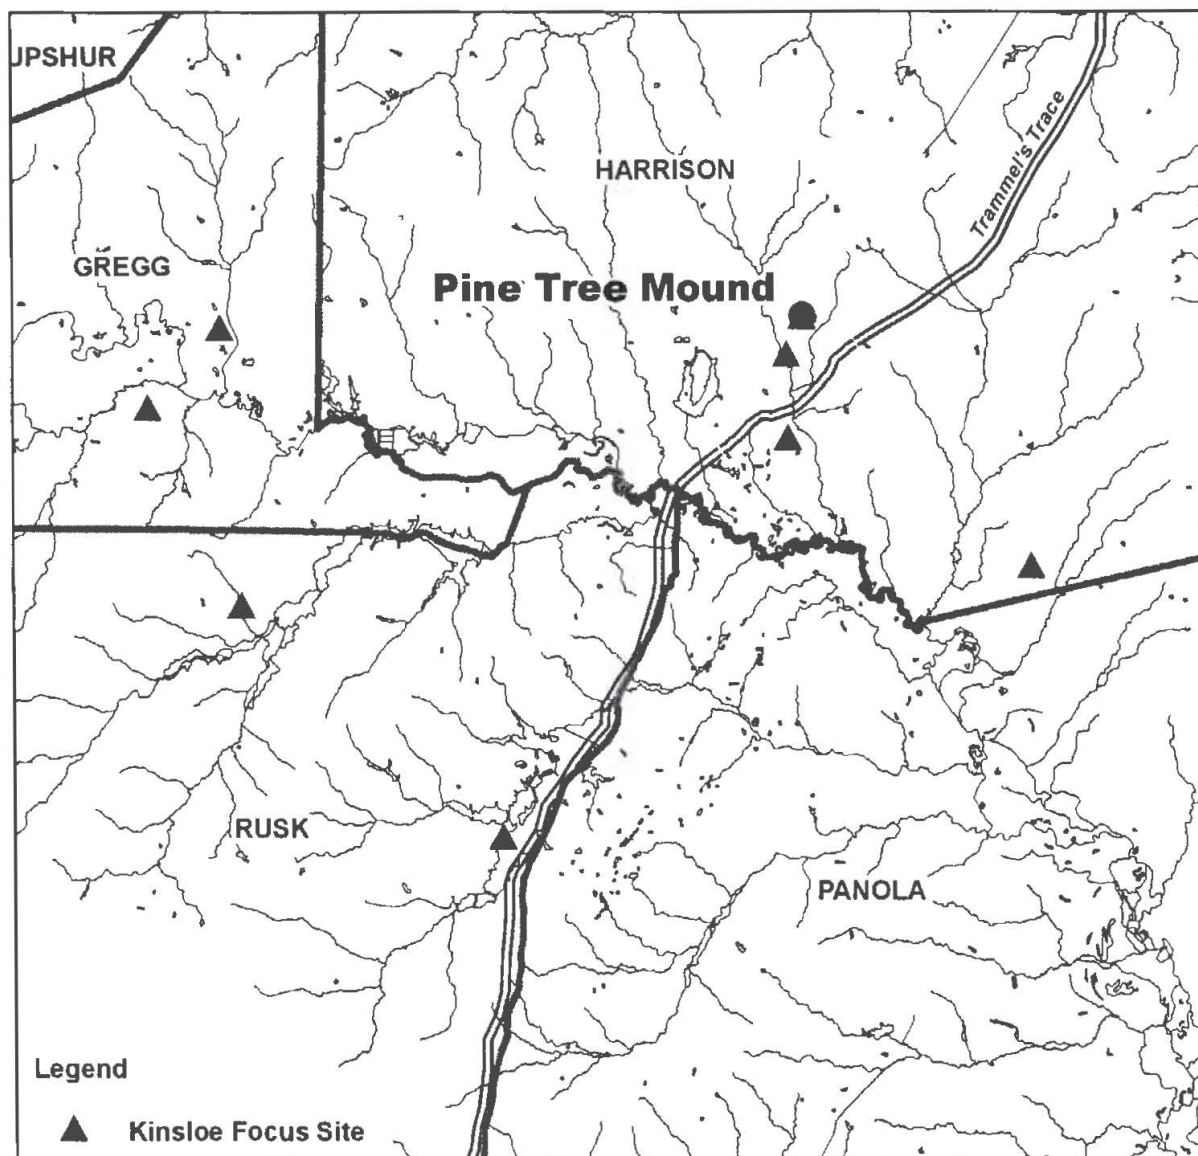 UPSHUR
HARRISON
Trammel's Trace
GREGG
Pine Tree Mound
RUSK
PANOLA
Legend
Kinsloe Focus Site